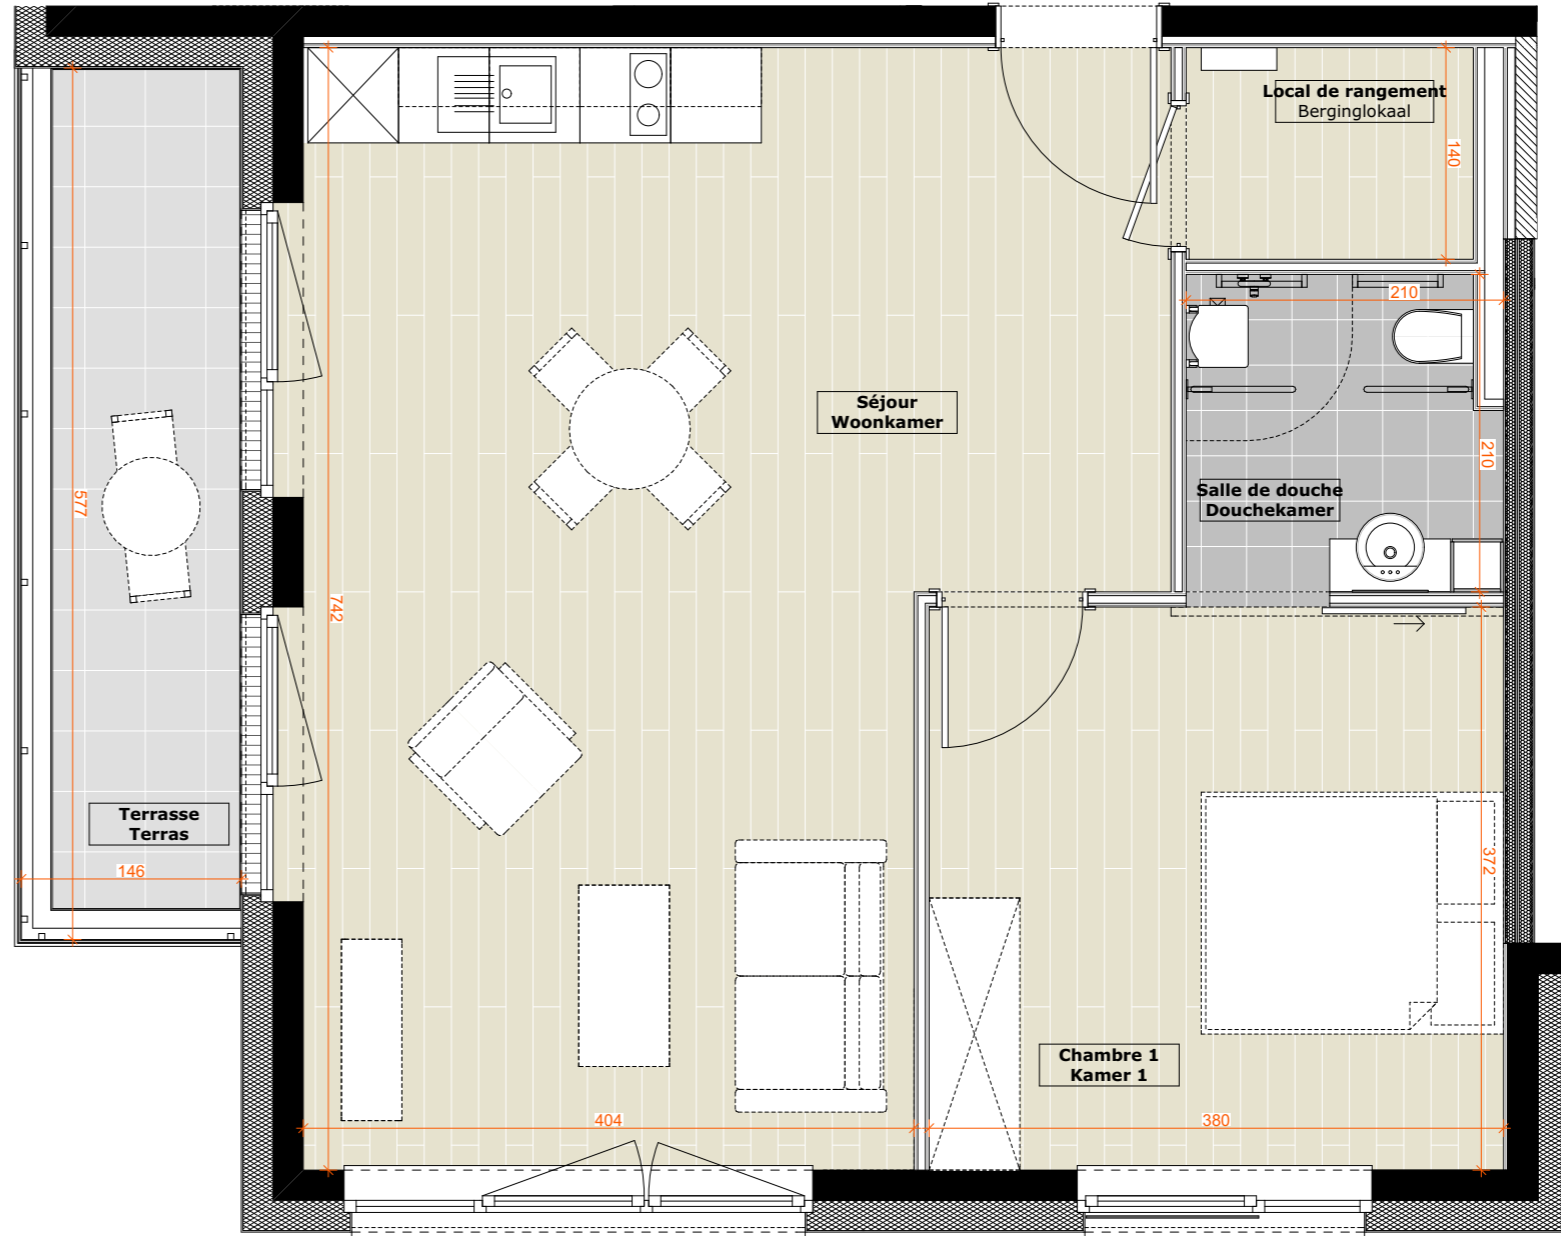 Local de rangement
Berginglokaal
140
210
Séjour
Woonkamer
210
Salle de douche
Douchekamer
577
742
Terrasse
Terras
146
372
Chambre 1
Kamer 1
404
380